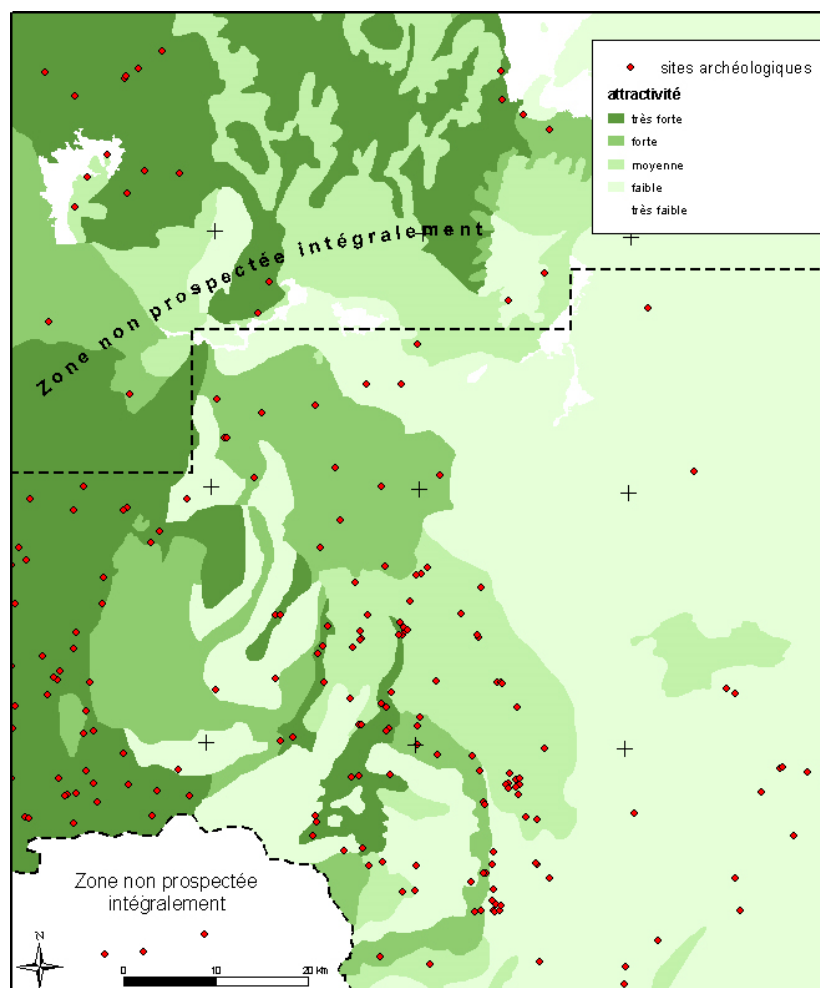 sites archéologiques
attractivité
très forte
forte
moyenne
faible
très faible
Zone non prospectée intégralement
Zone non prospectée
intégralement
N
0 10 20 km